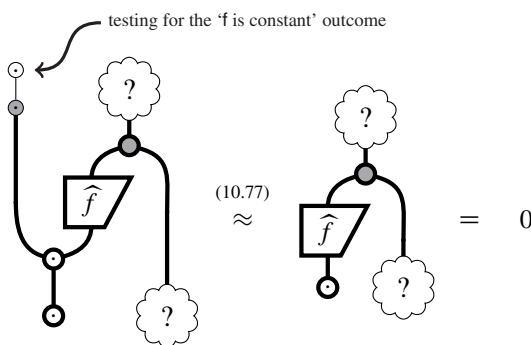 testing for the ‘f is constant’ outcome
?
?
(10.77)
f̂
≈
f̂
= 0
?
?